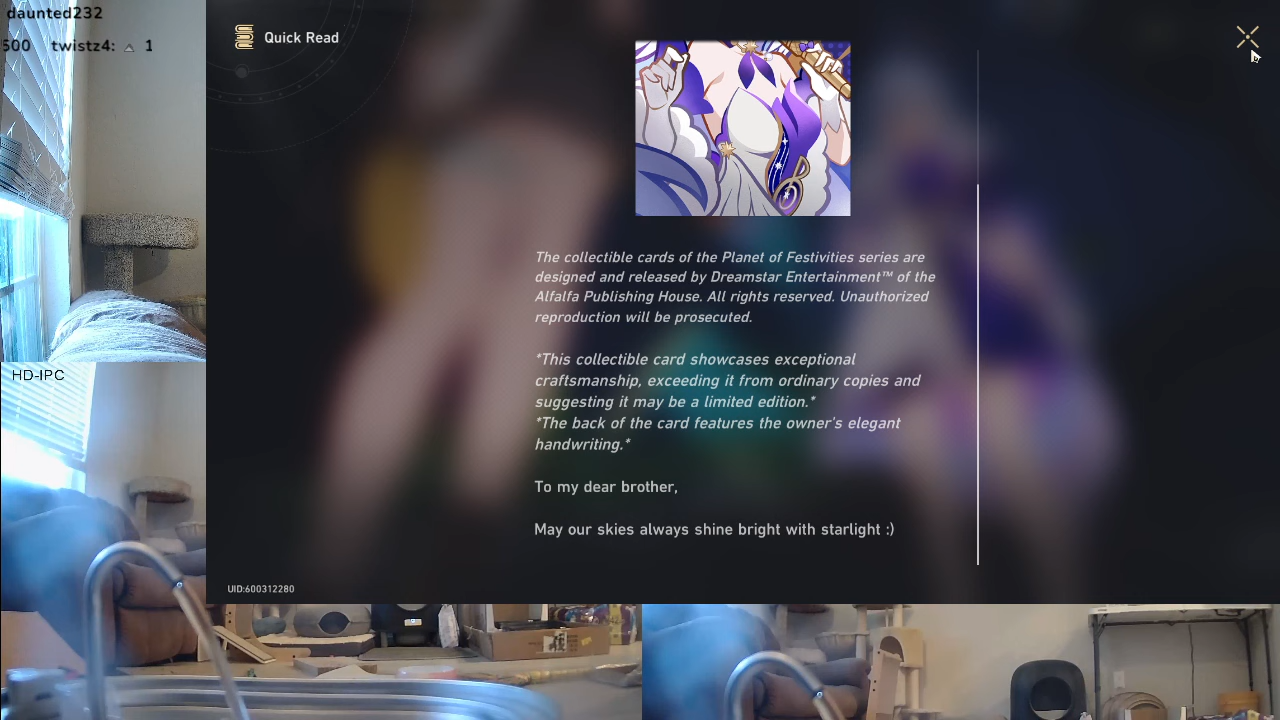 daunted232
500 twistz4: △ 1
Quick Read
The collectible cards of the Planet of Festivities series are
designed and released by Dreamstar Entertainment™ of the
Alfalfa Publishing House. All rights reserved. Unauthorized
reproduction will be prosecuted.
*This collectible card showcases exceptional
craftsmanship, exceeding it from ordinary copies and
suggesting it may be a limited edition.*
*The back of the card features the owner's elegant
handwriting.*
To my dear brother,
May our skies always shine bright with starlight :)
HD-IPC
UID:600312280